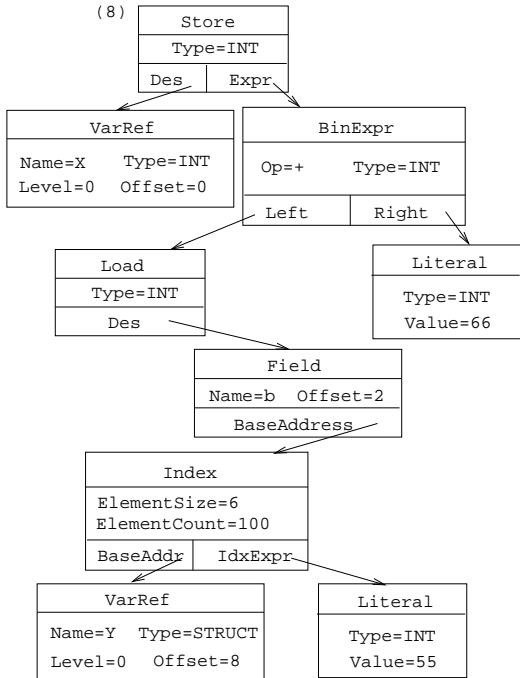 (8)
Store
Type=INT
Des Expr
VarRef
Name=X Type=INT
Level=0 Offset=0
BinExpr
Op=+ Type=INT
Left Right
Load
Type=INT
Des
Literal
Type=INT
Value=66
Field
Name=b Offset=2
BaseAddress
Index
ElementSize=6
ElementCount=100
BaseAddr IdxExpr
VarRef
Name=Y Type=STRUCT
Level=0 Offset=8
Literal
Type=INT
Value=55